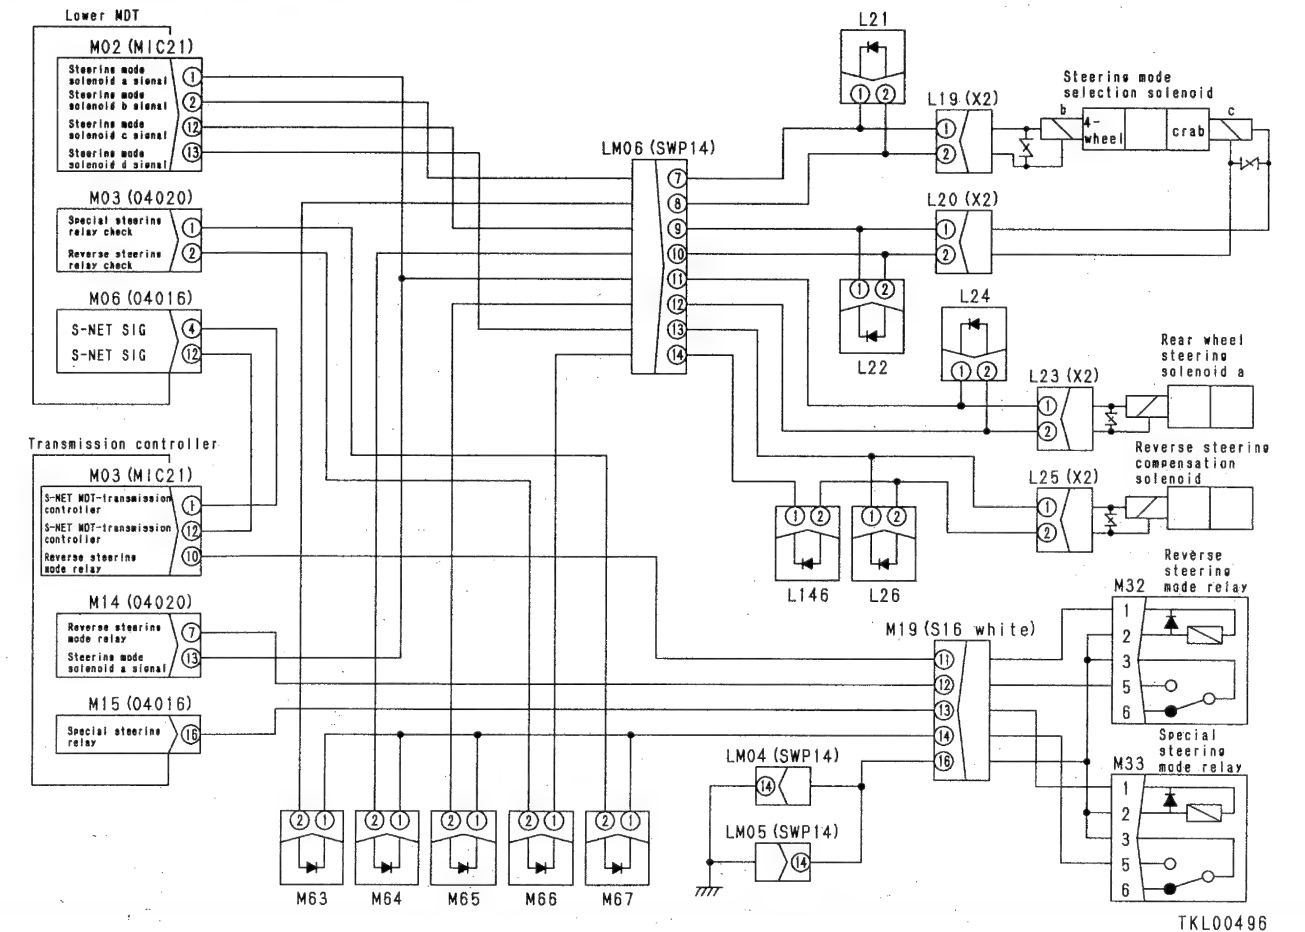 Lower MDT
M02(MIC21)
Steering mode
solenoid a signal
1
Steering mode
solenoid b signal
2
Steering mode
solenoid c signal
12
Steering mode
solenoid d signal
13
M03(04020)
Special steering
relay check
1
Reverse steering
relay check
2
M06(04016)
S-NET SIG
4
S-NET SIG
12
Transmission controller
M03(MIC21)
S-NET MDT-transmission
controller
1
S-NET MDT-transmission
controller
12
Reverse steering
mode relay
10
M14(04020)
Reverse steering
mode relay
7
Steering mode
solenoid a signal
13
M15(04016)
Special steering
relay
16
LM06(SWP14)
7
8
9
10
11
12
13
14
L21
1 2
L19(X2)
1
2
Steering mode
selection solenoid
b
c
4-
wheel
crab
L20(X2)
1
2
1 2
L22
L24
1 2
L23(X2)
1
2
Rear wheel
steering
solenoid a
L25(X2)
1
2
Reverse steering
compensation
solenoid
1 2
L146
1 2
L26
M19(S16 white)
11
12
13
14
16
Reverse
steering
mode relay
M32
1
2
3
5
6
Special
steering
mode relay
M33
1
2
3
5
6
LM04(SWP14)
14
LM05(SWP14)
14
2 1
M63
2 1
M64
2 1
M65
2 1
M66
2 1
M67
TKL00496